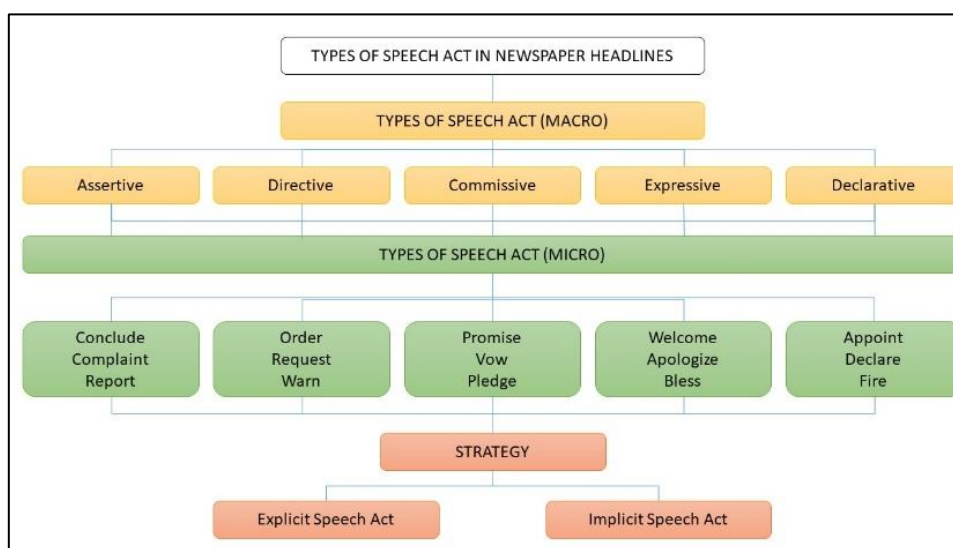 TYPES OF SPEECH ACT IN NEWSPAPER HEADLINES
TYPES OF SPEECH ACT (MACRO)
Assertive
Directive
Commissive
Expressive
Declarative
TYPES OF SPEECH ACT (MICRO)
Conclude
Complaint
Report
Order
Request
Warn
Promise
Vow
Pledge
Welcome
Apologize
Bless
Appoint
Declare
Fire
STRATEGY
Explicit Speech Act
Implicit Speech Act